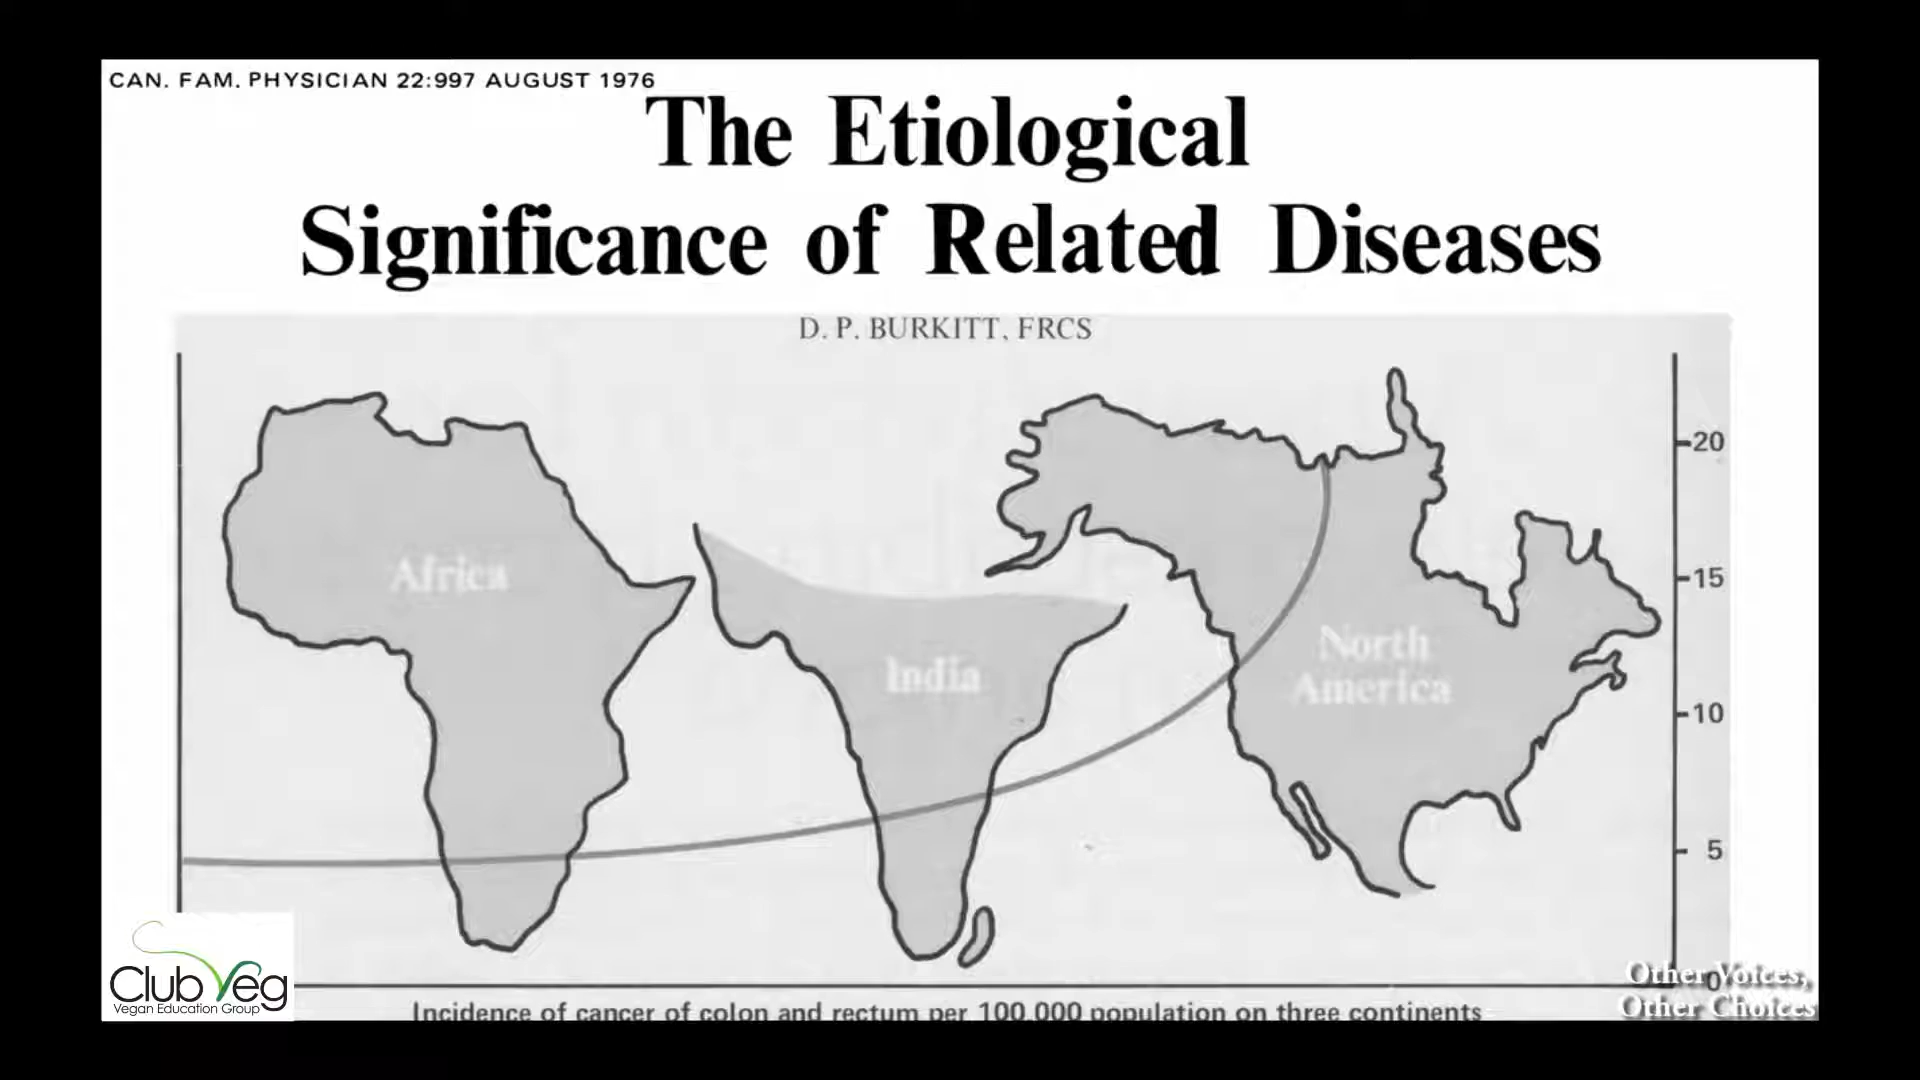 CAN. FAM. PHYSICIAN 22:997 AUGUST 1976
The Etiological
Significance of Related Diseases
D. P. BURKITT, FRCS
Africa
India
North
America
20
15
10
5
0
Incidence of cancer of colon and rectum per 100,000 population on three continents
Club Veg
Vegan Education Group
Other Voices,
Other Choices